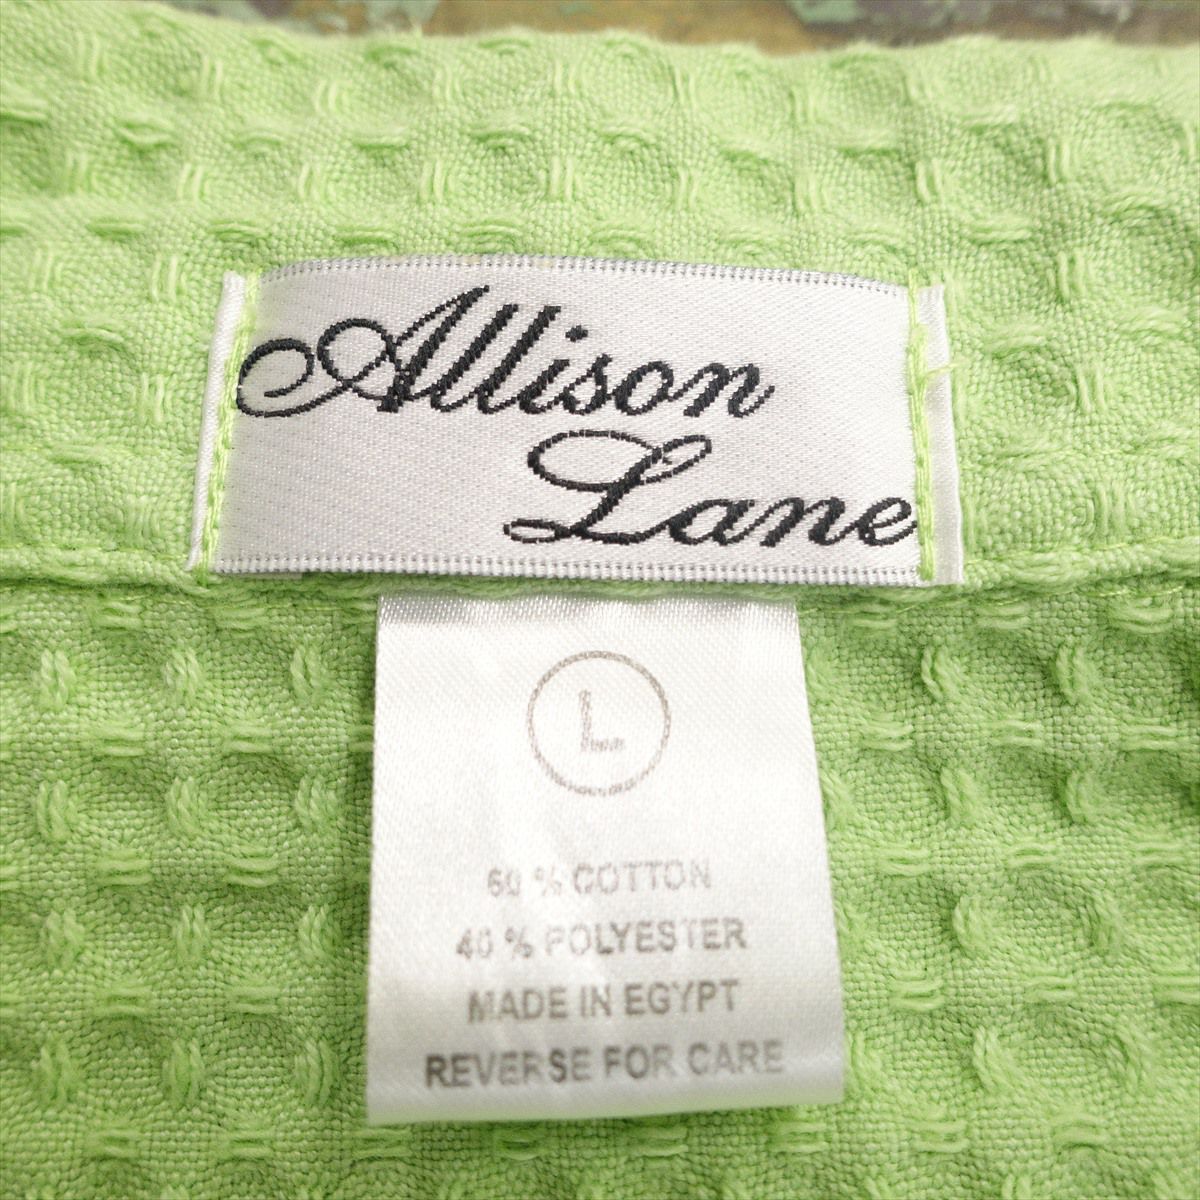 Allison
Lane
L
60 % COTTON
40 % POLYESTER
MADE IN EGYPT
REVERSE FOR CARE